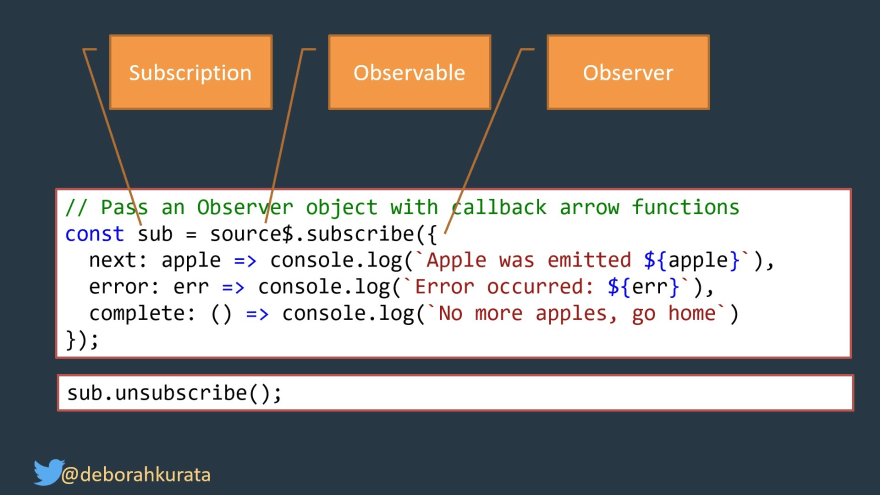 Subscription
Observable
Observer
// Pass an Observer object with callback arrow functions
const sub = source$.subscribe({
  next: apple => console.log(`Apple was emitted ${apple}`),
  error: err => console.log(`Error occurred: ${err}`),
  complete: () => console.log(`No more apples, go home`)
});
sub.unsubscribe();
@deborahkurata